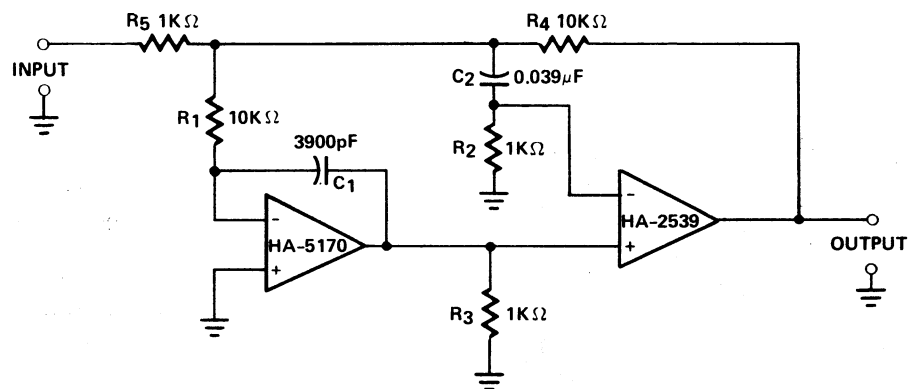 R5 1KΩ
R4 10KΩ
INPUT
C2 0.039μF
R1 10KΩ
3900pF
C1
R2 1KΩ
-
HA-5170
+
-
HA-2539
+
OUTPUT
R3 1KΩ